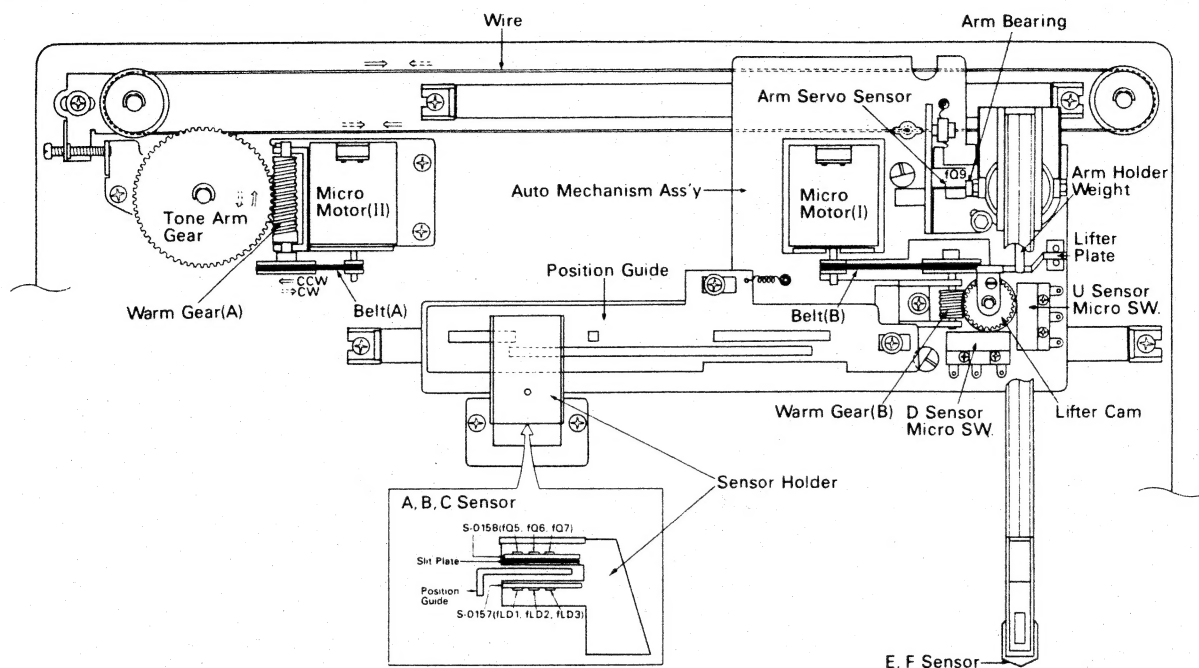 Wire
Arm Bearing
Arm Servo Sensor
fQ9
Arm Holder
Weight
Micro
Motor(II)
Auto Mechanism Ass'y
Micro
Motor(I)
Tone Arm
Gear
Lifter
Plate
Position Guide
CCW
CW
Warm Gear(A)
Belt(A)
Belt(B)
U Sensor
Micro SW.
Warm Gear(B)
D Sensor
Micro SW.
Lifter Cam
Sensor Holder
A, B, C Sensor
S-0158(fQ5, fQ6, fQ7)
Slit Plate
Position
Guide
S-0157(fLD1, fLD2, fLD3)
E, F Sensor